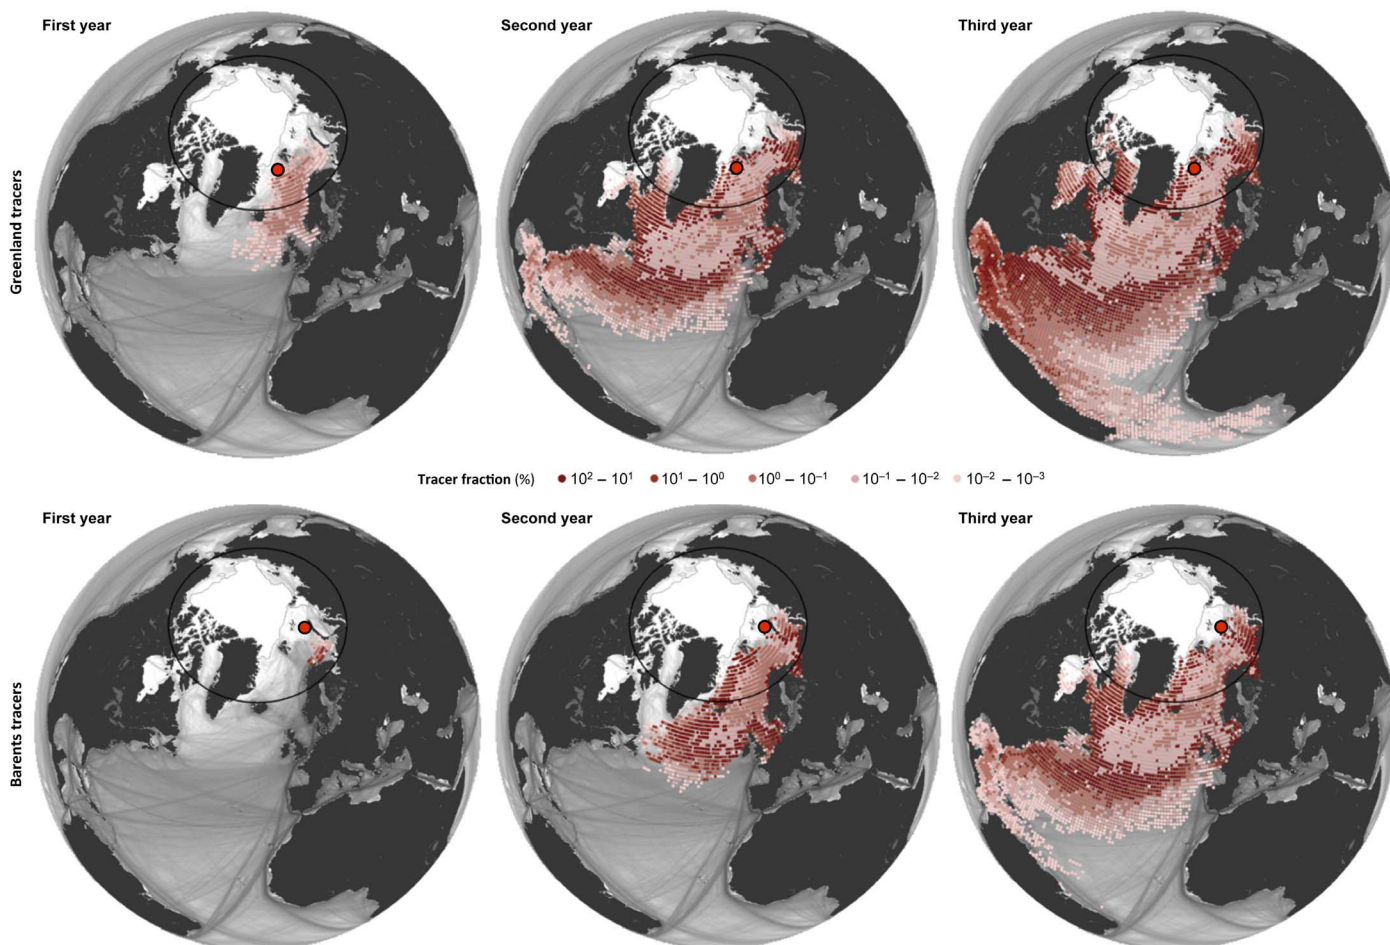 First year
Second year
Third year
Greenland tracers
Tracer fraction (%) 10² – 10¹ 10¹ – 10⁰ 10⁰ – 10⁻¹ 10⁻¹ – 10⁻² 10⁻² – 10⁻³
First year
Second year
Third year
Barents tracers